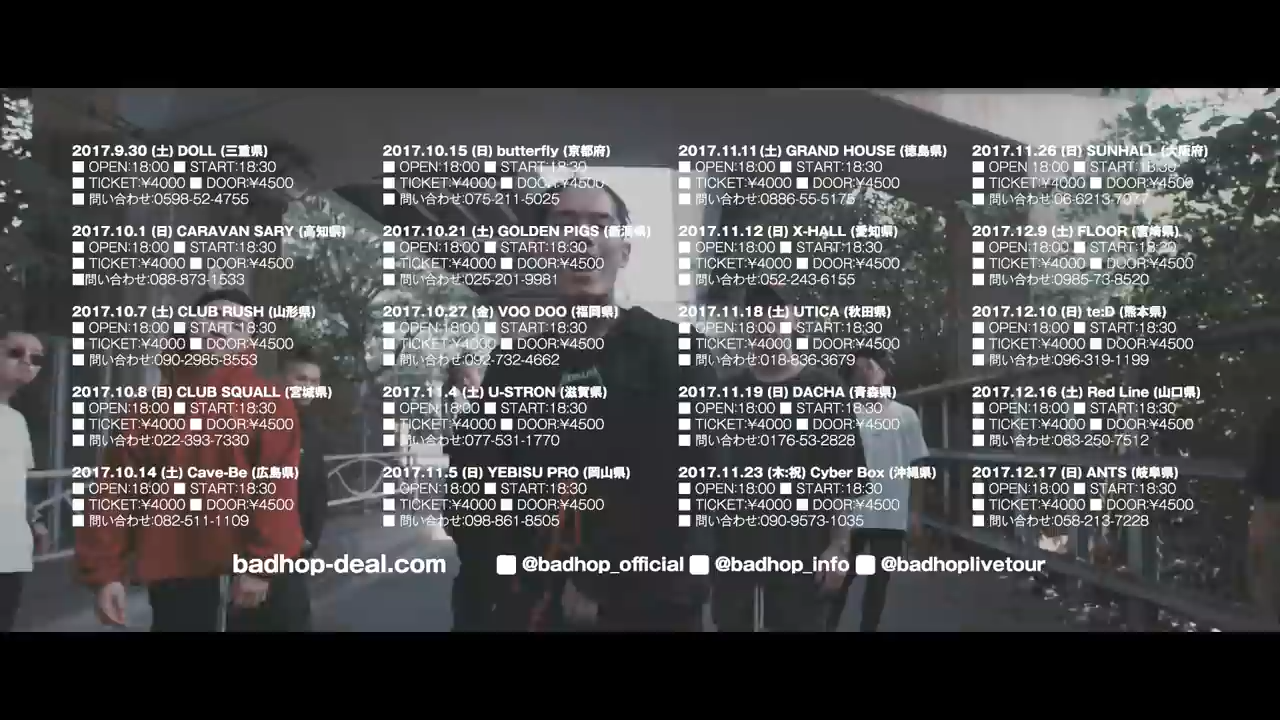 2017.9.30 (土) DOLL (三重県)
■ OPEN:18:00 ■ START:18:30
■ TICKET:¥4000 ■ DOOR:¥4500
■ 問い合わせ:0598-52-4755
2017.10.1 (日) CARAVAN SARY (高知県)
■ OPEN:18:00 ■ START:18:30
■ TICKET:¥4000 ■ DOOR:¥4500
■問い合わせ:088-873-1533
2017.10.7 (土) CLUB RUSH (山形県)
■ OPEN:18:00 ■ START:18:30
■ TICKET:¥4000 ■ DOOR:¥4500
■ 問い合わせ:090-2985-8553
2017.10.8 (日) CLUB SQUALL (宮城県)
■ OPEN:18:00 ■ START:18:30
■ TICKET:¥4000 ■ DOOR:¥4500
■ 問い合わせ:022-393-7330
2017.10.14 (土) Cave-Be (広島県)
■ OPEN:18:00 ■ START:18:30
■ TICKET:¥4000 ■ DOOR:¥4500
■ 問い合わせ:082-511-1109
2017.10.15 (日) butterfly (京都府)
■ OPEN:18:00 ■ START:18:30
■ TICKET:¥4000 ■ DOOR:¥4500
■ 問い合わせ:075-211-5025
2017.10.21 (土) GOLDEN PIGS (新潟県)
■ OPEN:18:00 ■ START:18:30
■ TICKET:¥4000 ■ DOOR:¥4500
■ 問い合わせ:025-201-9981
2017.10.27 (金) VOO DOO (福岡県)
■ OPEN:18:00 ■ START:18:30
■ TICKET:¥4000 ■ DOOR:¥4500
■ 問い合わせ:092-732-4662
2017.11.4 (土) U-STRON (滋賀県)
■ OPEN:18:00 ■ START:18:30
■ TICKET:¥4000 ■ DOOR:¥4500
■ 問い合わせ:077-531-1770
2017.11.5 (日) YEBISU PRO (岡山県)
■ OPEN:18:00 ■ START:18:30
■ TICKET:¥4000 ■ DOOR:¥4500
■ 問い合わせ:098-861-8505
2017.11.11 (土) GRAND HOUSE (徳島県)
■ OPEN:18:00 ■ START:18:30
■ TICKET:¥4000 ■ DOOR:¥4500
■ 問い合わせ:0886-55-5175
2017.11.12 (日) X-HALL (愛知県)
■ OPEN:18:00 ■ START:18:30
■ TICKET:¥4000 ■ DOOR:¥4500
■ 問い合わせ:052-243-6155
2017.11.18 (土) UTICA (秋田県)
■ OPEN:18:00 ■ START:18:30
■ TICKET:¥4000 ■ DOOR:¥4500
■ 問い合わせ:018-836-3679
2017.11.19 (日) DACHA (青森県)
■ OPEN:18:00 ■ START:18:30
■ TICKET:¥4000 ■ DOOR:¥4500
■ 問い合わせ:0176-53-2828
2017.11.23 (木:祝) Cyber Box (沖縄県)
■ OPEN:18:00 ■ START:18:30
■ TICKET:¥4000 ■ DOOR:¥4500
■ 問い合わせ:090-9573-1035
2017.11.26 (日) SUNHALL (大阪府)
■ OPEN:18:00 ■ START:18:30
■ TICKET:¥4000 ■ DOOR:¥4500
■ 問い合わせ:06-6213-7077
2017.12.9 (土) FLOOR (宮崎県)
■ OPEN:18:00 ■ START:18:30
■ TICKET:¥4000 ■ DOOR:¥4500
■ 問い合わせ:0985-73-8520
2017.12.10 (日) te:D (熊本県)
■ OPEN:18:00 ■ START:18:30
■ TICKET:¥4000 ■ DOOR:¥4500
■ 問い合わせ:096-319-1199
2017.12.16 (土) Red Line (山口県)
■ OPEN:18:00 ■ START:18:30
■ TICKET:¥4000 ■ DOOR:¥4500
■ 問い合わせ:083-250-7512
2017.12.17 (日) ANTS (岐阜県)
■ OPEN:18:00 ■ START:18:30
■ TICKET:¥4000 ■ DOOR:¥4500
■ 問い合わせ:058-213-7228
badhop-deal.com ■ @badhop_official ■ @badhop_info ■ @badhoplivetour